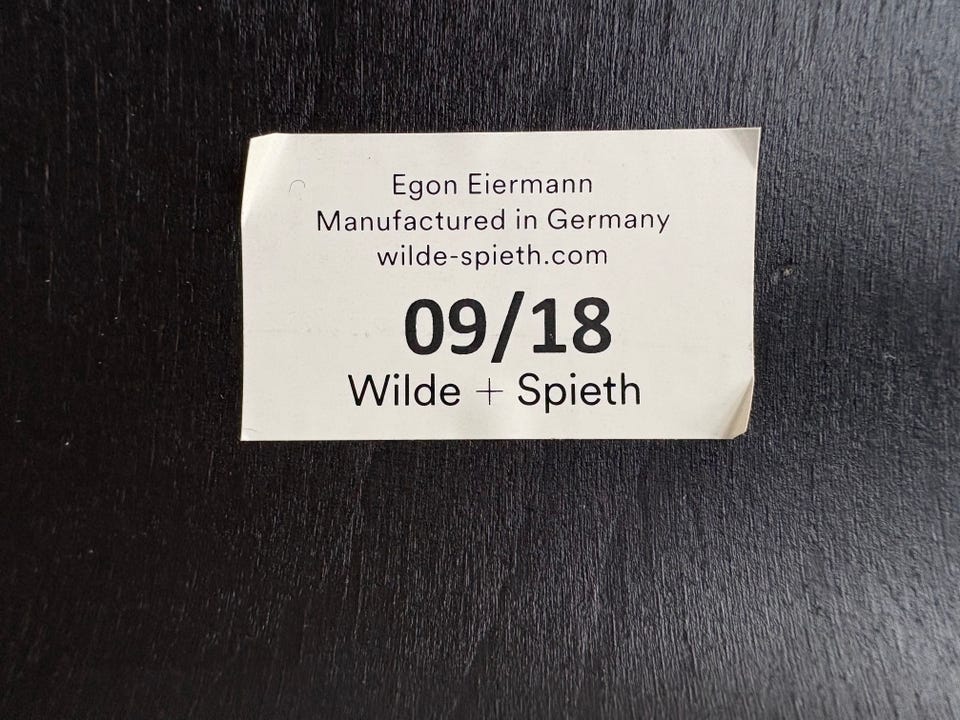 Egon Eiermann
Manufactured in Germany
wilde-spieth.com
09/18
Wilde + Spieth